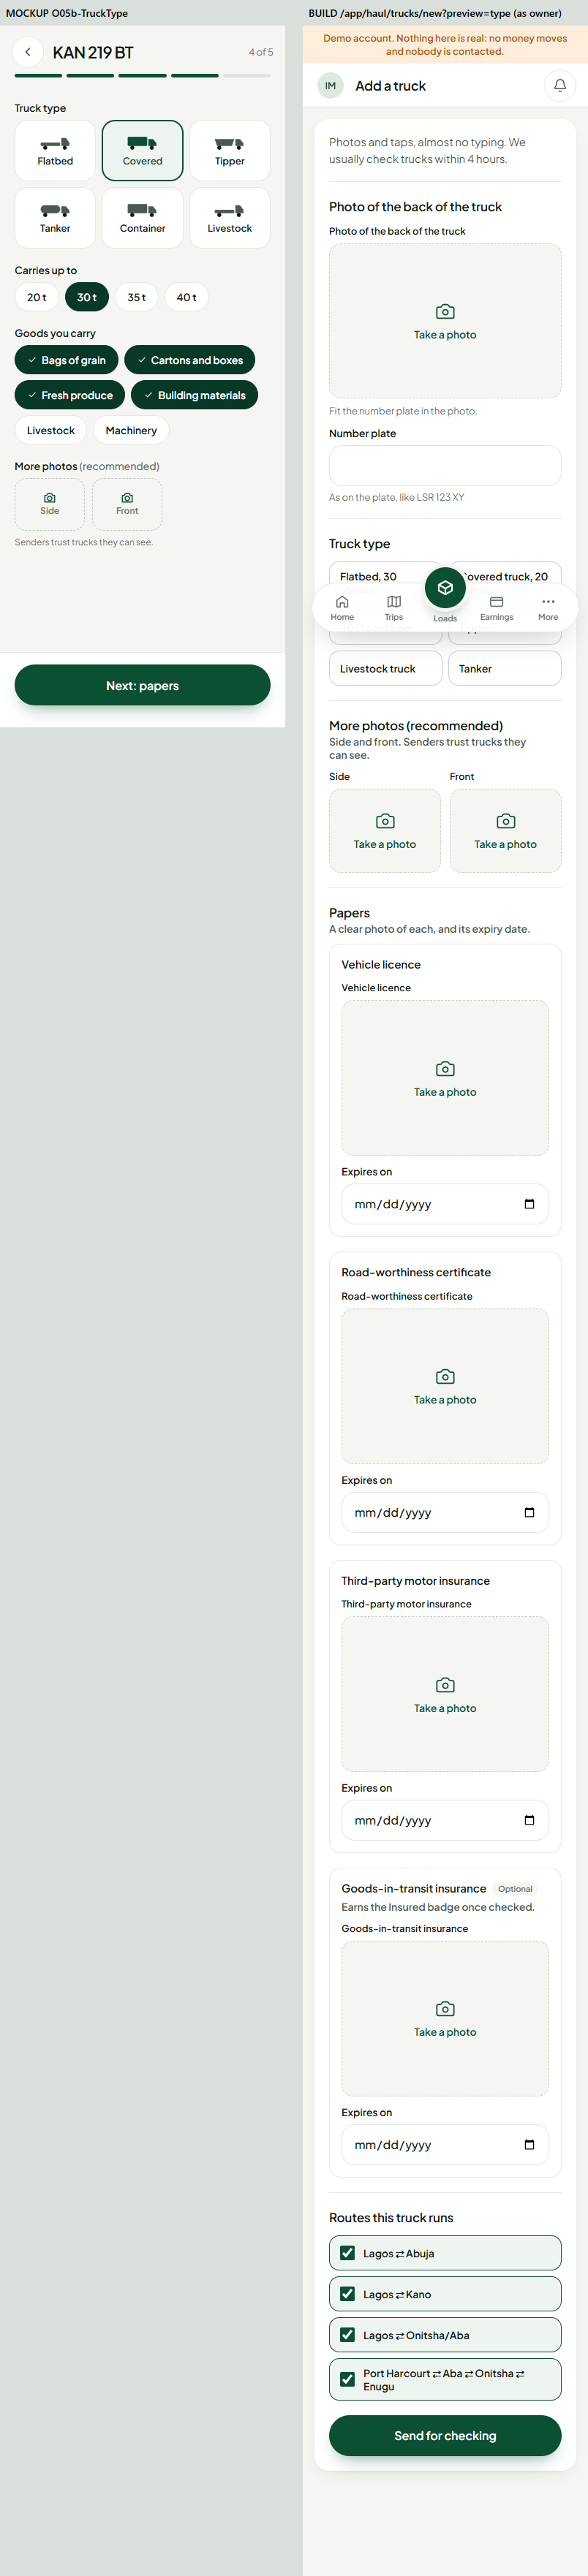 MOCKUP O05b-TruckType
KAN 219 BT
4 of 5
Truck type
Flatbed
Covered
Tipper
Tanker
Container
Livestock
Carries up to
20 t
30 t
35 t
40 t
Goods you carry
Bags of grain
Cartons and boxes
Fresh produce
Building materials
Livestock
Machinery
More photos (recommended)
Side
Front
Senders trust trucks they can see.
Next: papers
BUILD /app/haul/trucks/new?preview=type (as owner)
Demo account. Nothing here is real: no money moves
and nobody is contacted.
IM
Add a truck
Photos and taps, almost no typing. We
usually check trucks within 4 hours.
Photo of the back of the truck
Photo of the back of the truck
Take a photo
Fit the number plate in the photo.
Number plate
As on the plate, like LSR 123 XY
Truck type
Flatbed, 30
Covered truck, 20
Home
Trips
Loads
Earnings
More
Livestock truck
Tanker
More photos (recommended)
Side and front. Senders trust trucks they
can see.
Side
Front
Take a photo
Take a photo
Papers
A clear photo of each, and its expiry date.
Vehicle licence
Vehicle licence
Take a photo
Expires on
mm/dd/yyyy
Road-worthiness certificate
Road-worthiness certificate
Take a photo
Expires on
mm/dd/yyyy
Third-party motor insurance
Third-party motor insurance
Take a photo
Expires on
mm/dd/yyyy
Goods-in-transit insurance
Optional
Earns the Insured badge once checked.
Goods-in-transit insurance
Take a photo
Expires on
mm/dd/yyyy
Routes this truck runs
Lagos ⇄ Abuja
Lagos ⇄ Kano
Lagos ⇄ Onitsha/Aba
Port Harcourt ⇄ Aba ⇄ Onitsha ⇄
Enugu
Send for checking